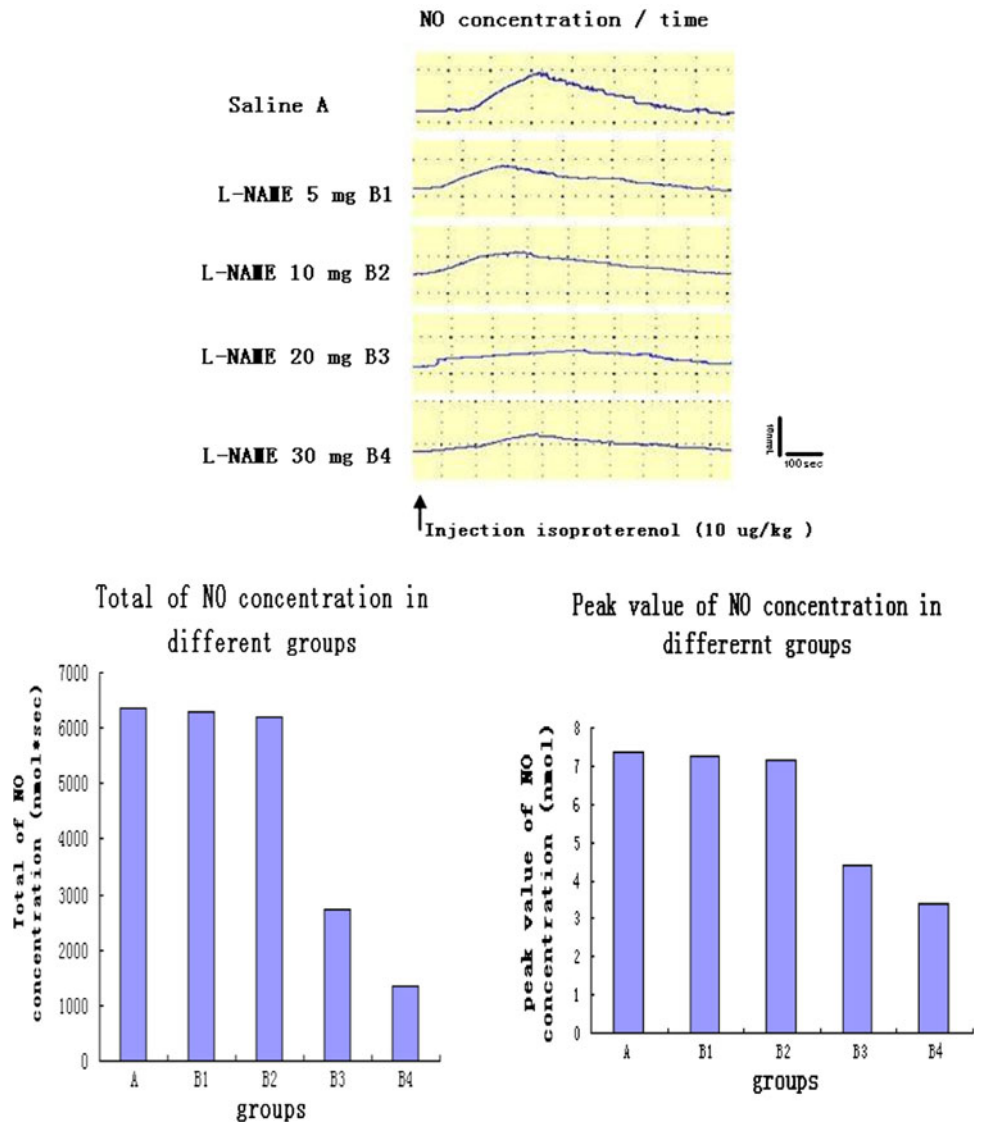 NO concentration / time
Saline A
L-NAME 5 mg B1
L-NAME 10 mg B2
L-NAME 20 mg B3
L-NAME 30 mg B4
100sec
Injection isoproterenol (10 ug/kg )
Total of NO concentration in
different groups
Total of NO
concentration (nmol*sec)
7000
6000
5000
4000
3000
2000
1000
0
A B1 B2 B3 B4
groups
Peak value of NO concentration in
differernt groups
peak value of NO
concentration (nmol)
8
7
6
5
4
3
2
1
0
A B1 B2 B3 B4
groups